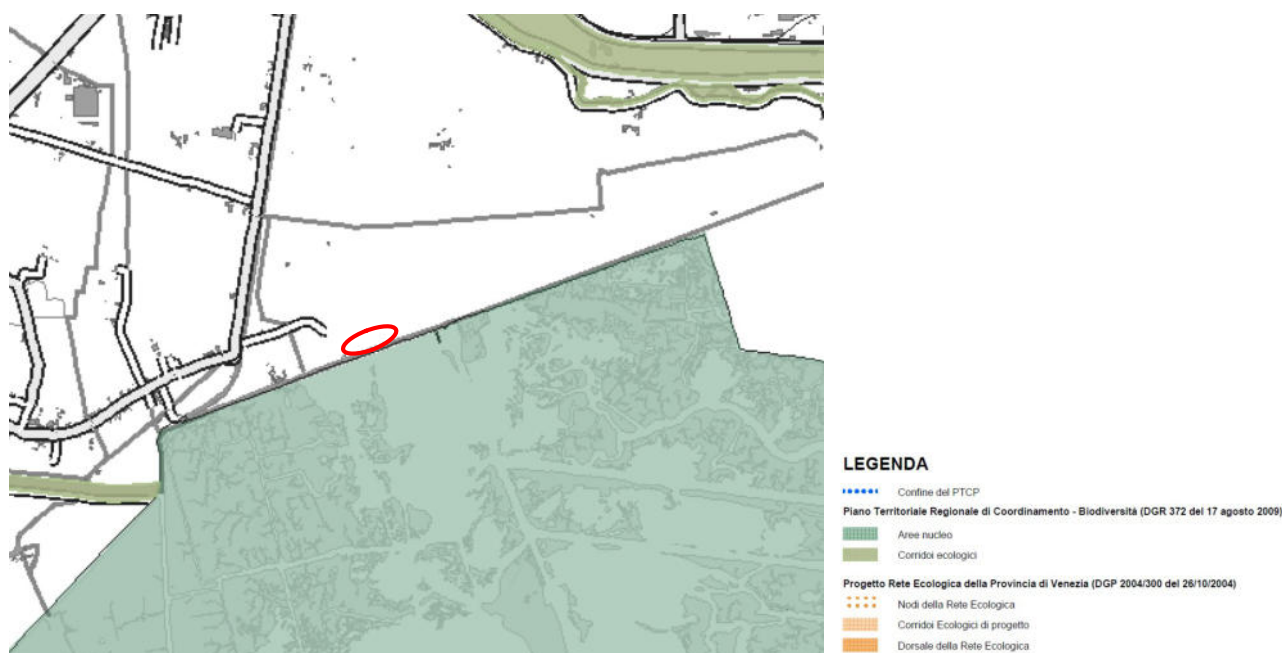 LEGENDA
Confine del PTCP
Piano Territoriale Regionale di Coordinamento - Biodiversità (DGR 372 del 17 agosto 2009)
Aree nucleo
Corridoi ecologici
Progetto Rete Ecologica della Provincia di Venezia (DGP 2004/300 del 26/10/2004)
Nodi della Rete Ecologica
Corridoi Ecologici di progetto
Dorsale della Rete Ecologica